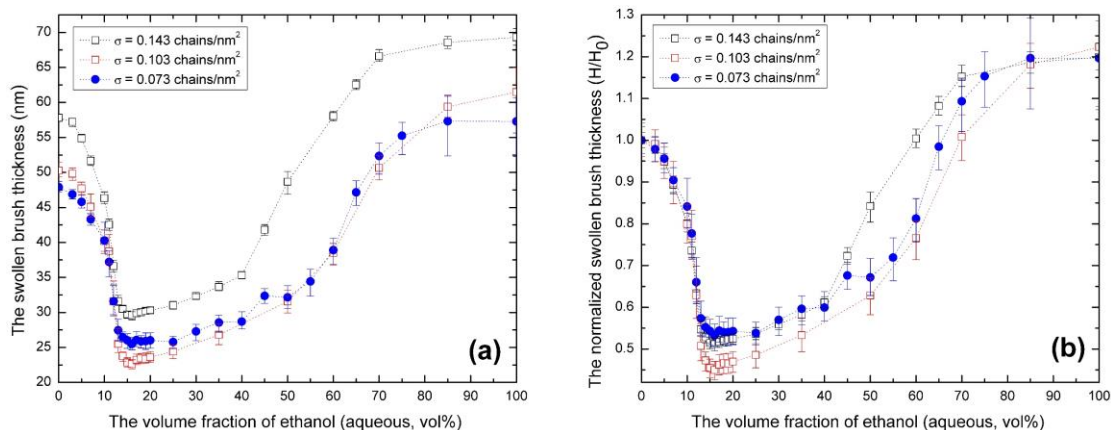 70
65
60
55
50
45
40
35
30
25
20
The swollen brush thickness (nm)
σ = 0.143 chains/nm²
σ = 0.103 chains/nm²
σ = 0.073 chains/nm²
(a)
0 10 20 30 40 50 60 70 80 90 100
The volume fraction of ethanol (aqueous, vol%)
1.3
1.2
1.1
1.0
0.9
0.8
0.7
0.6
0.5
The normalized swollen brush thickness (H/H₀)
σ = 0.143 chains/nm²
σ = 0.103 chains/nm²
σ = 0.073 chains/nm²
(b)
0 10 20 30 40 50 60 70 80 90 100
The volume fraction of ethanol (aqueous, vol%)